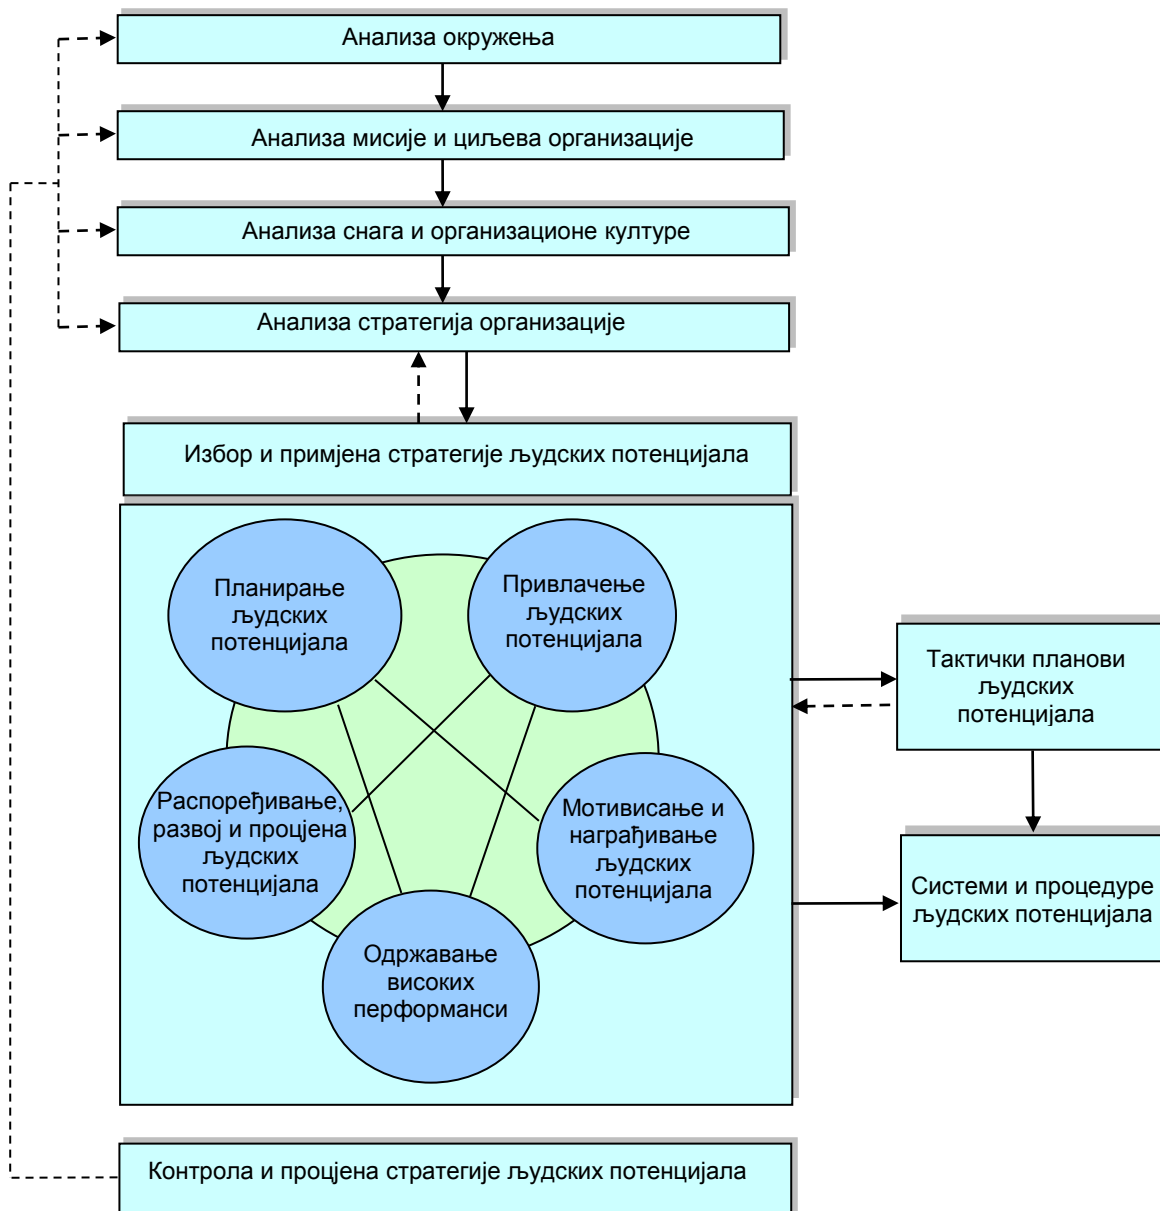 Анализа окружења
Анализа мисије и циљева организације
Анализа снага и организационе културе
Анализа стратегија организације
Избор и примјена стратегије људских потенцијала
Планирање
људских
потенцијала
Привлачење
људских
потенцијала
Распоређивање,
развој и процјена
људских
потенцијала
Мотивисање и
награђивање
људских
потенцијала
Одржавање
високих
перформанси
Тактички планови
људских
потенцијала
Системи и процедуре
људских потенцијала
Контрола и процјена стратегије људских потенцијала